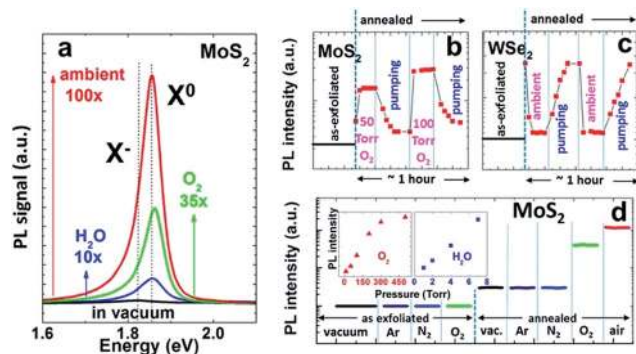 a
MoS2
ambient
100x
X0
X-
O2
35x
H2O
10x
in vacuum
PL signal (a.u.)
1.6 1.8 2.0
Energy (eV)
annealed
b
MoS2
as-exfoliated
50
Torr
O2
pumping
100
Torr
O2
pumping
PL intensity (a.u.)
~ 1 hour
annealed
c
WSe2
as-exfoliated
ambient
pumping
ambient
pumping
~ 1 hour
MoS2
d
PL intensity
O2
0 150 300 450
H2O
0 2 4 6 8
Pressure (Torr)
PL intensity (a.u.)
as exfoliated
annealed
vacuum Ar N2 O2 vac. Ar N2 O2 air